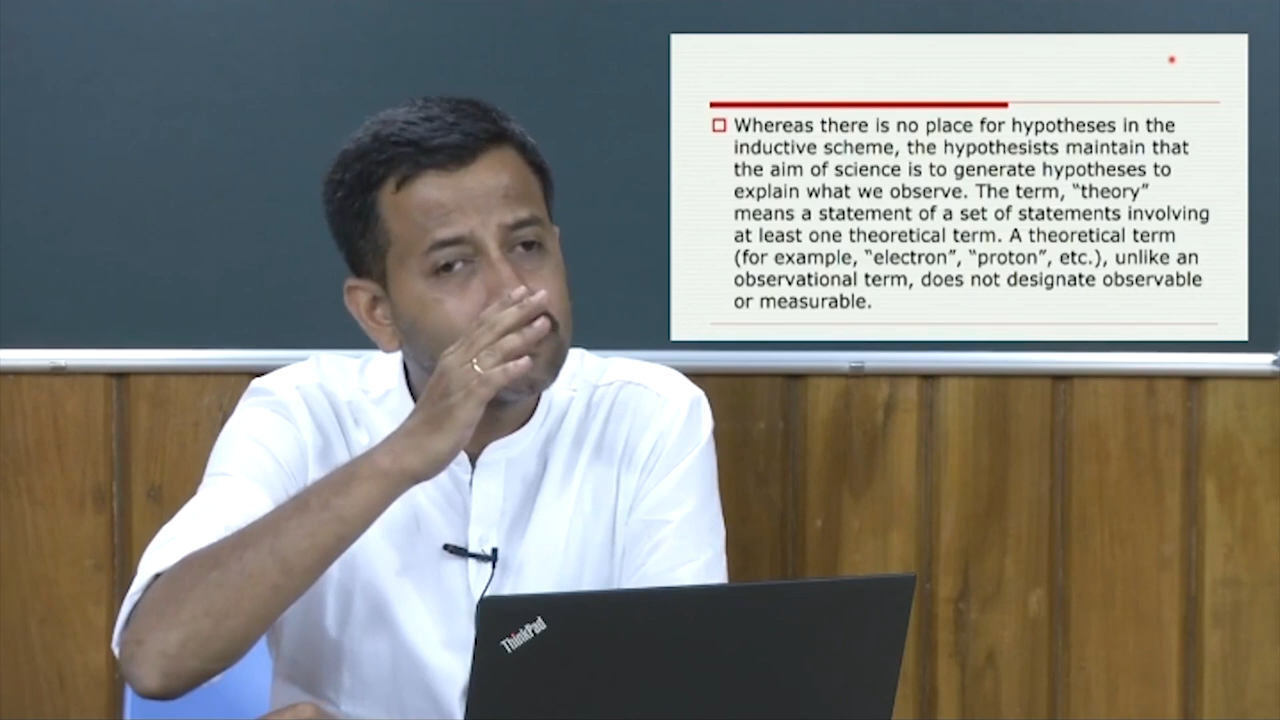 Whereas there is no place for hypotheses in the
inductive scheme, the hypothesists maintain that
the aim of science is to generate hypotheses to
explain what we observe. The term, “theory”
means a statement of a set of statements involving
at least one theoretical term. A theoretical term
(for example, “electron”, “proton”, etc.), unlike an
observational term, does not designate observable
or measurable.
ThinkPad